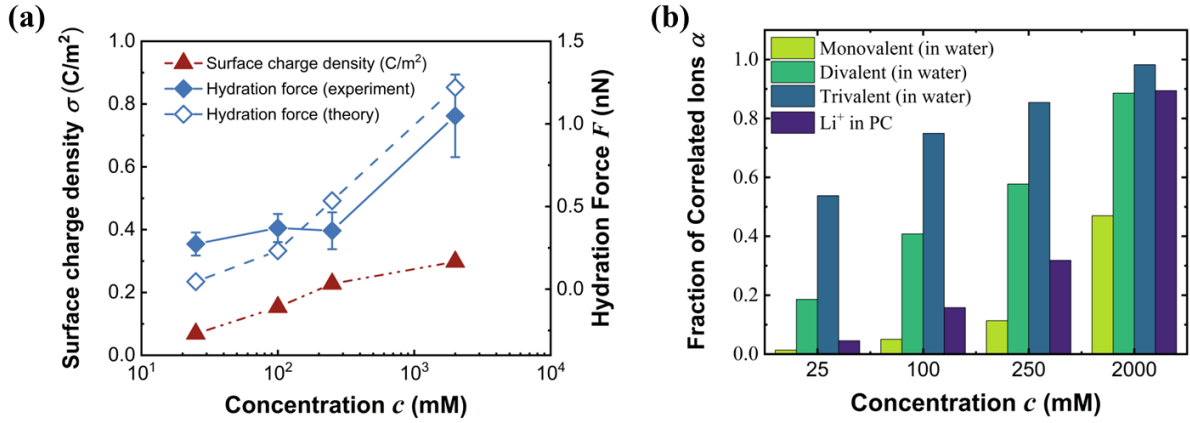 (a)
Surface charge density σ (C/m²)
1.0
0.8
0.6
0.4
0.2
0.0
Surface charge density (C/m²)
Hydration force (experiment)
Hydration force (theory)
1.5
1.0
0.5
0.0
Hydration Force F (nN)
10¹ 10² 10³ 10⁴
Concentration c (mM)
(b)
Fraction of Correlated Ions α
1.0
0.8
0.6
0.4
0.2
0.0
Monovalent (in water)
Divalent (in water)
Trivalent (in water)
Li⁺ in PC
25 100 250 2000
Concentration c (mM)